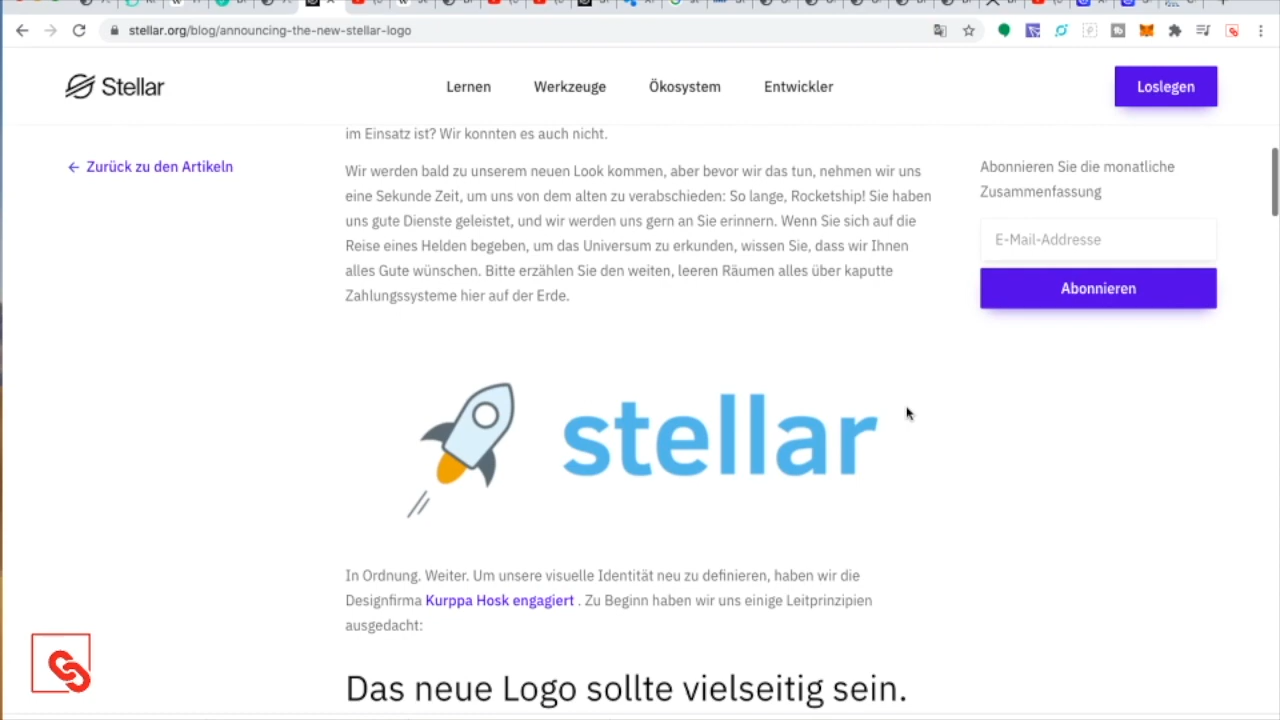 stellar.org/blog/announcing-the-new-stellar-logo
Stellar
Lernen
Werkzeuge
Ökosystem
Entwickler
Loslegen
im Einsatz ist? Wir konnten es auch nicht.
← Zurück zu den Artikeln
Wir werden bald zu unserem neuen Look kommen, aber bevor wir das tun, nehmen wir uns
eine Sekunde Zeit, um uns von dem alten zu verabschieden: So lange, Rocketship! Sie haben
uns gute Dienste geleistet, und wir werden uns gern an Sie erinnern. Wenn Sie sich auf die
Reise eines Helden begeben, um das Universum zu erkunden, wissen Sie, dass wir Ihnen
alles Gute wünschen. Bitte erzählen Sie den weiten, leeren Räumen alles über kaputte
Zahlungssysteme hier auf der Erde.
Abonnieren Sie die monatliche
Zusammenfassung
E-Mail-Addresse
Abonnieren
stellar
In Ordnung. Weiter. Um unsere visuelle Identität neu zu definieren, haben wir die
Designfirma Kurppa Hosk engagiert . Zu Beginn haben wir uns einige Leitprinzipien
ausgedacht:
Das neue Logo sollte vielseitig sein.